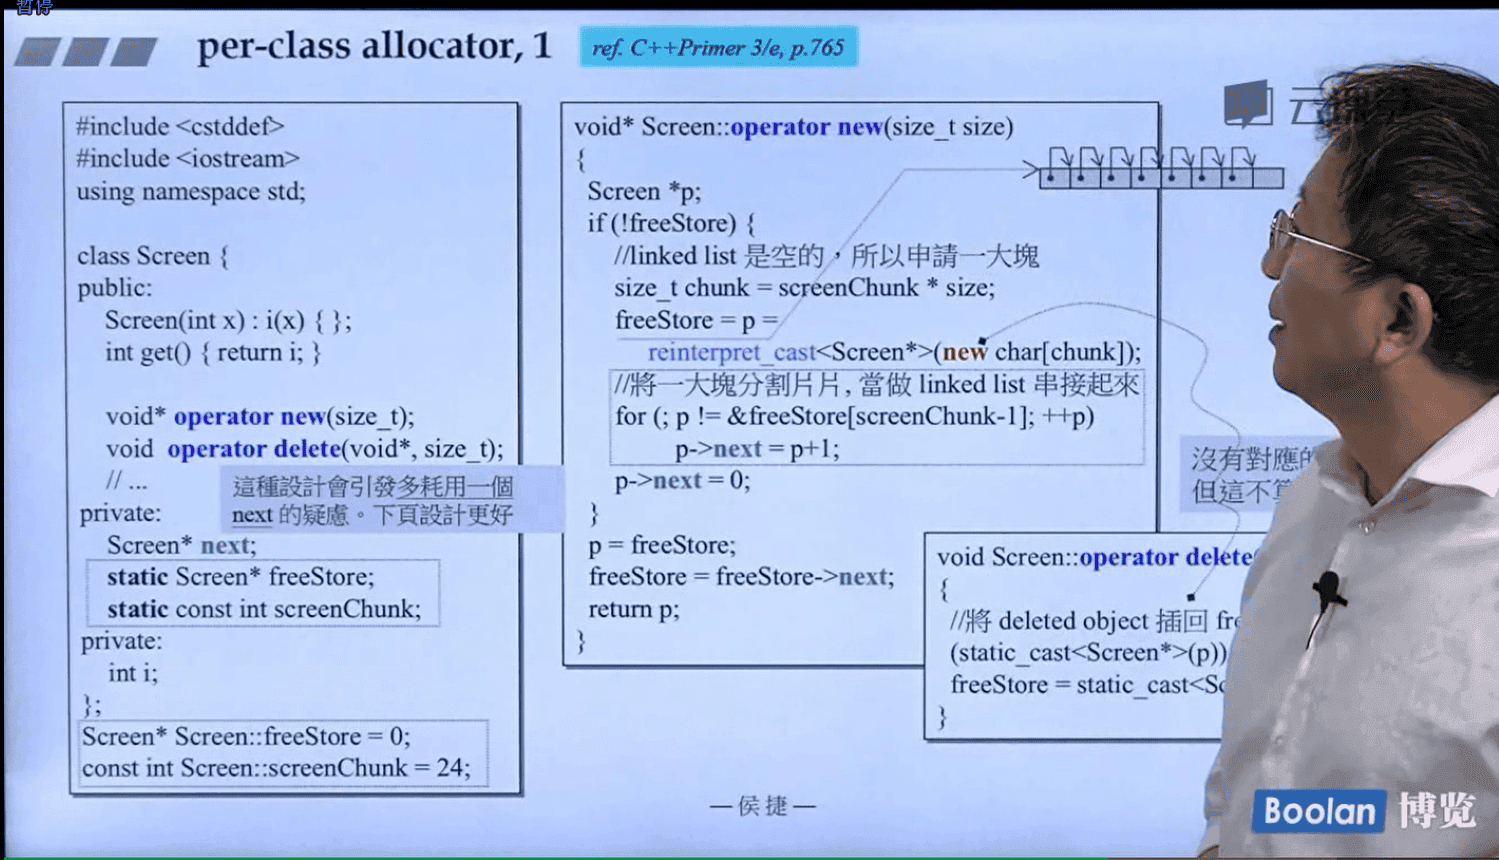 暂停
per-class allocator, 1
ref. C++Primer 3/e, p.765
#include <cstddef>
#include <iostream>
using namespace std;
class Screen {
public:
Screen(int x) : i(x) { };
int get() { return i; }
void* operator new(size_t);
void operator delete(void*, size_t);
// ...
這種設計會引發多耗用一個
next 的疑慮。下頁設計更好
private:
Screen* next;
static Screen* freeStore;
static const int screenChunk;
private:
int i;
};
Screen* Screen::freeStore = 0;
const int Screen::screenChunk = 24;
void* Screen::operator new(size_t size)
{
Screen *p;
if (!freeStore) {
//linked list 是空的，所以申請一大塊
size_t chunk = screenChunk * size;
freeStore = p =
reinterpret_cast<Screen*>(new char[chunk]);
//將一大塊分割片片, 當做 linked list 串接起來
for (; p != &freeStore[screenChunk-1]; ++p)
p->next = p+1;
p->next = 0;
}
p = freeStore;
freeStore = freeStore->next;
return p;
}
沒有對應的
但這不
void Screen::operator delete(
{
//將 deleted object 插回
(static_cast<Screen*>(p))
freeStore = static_cast<
}
—侯捷—
Boolan 博览